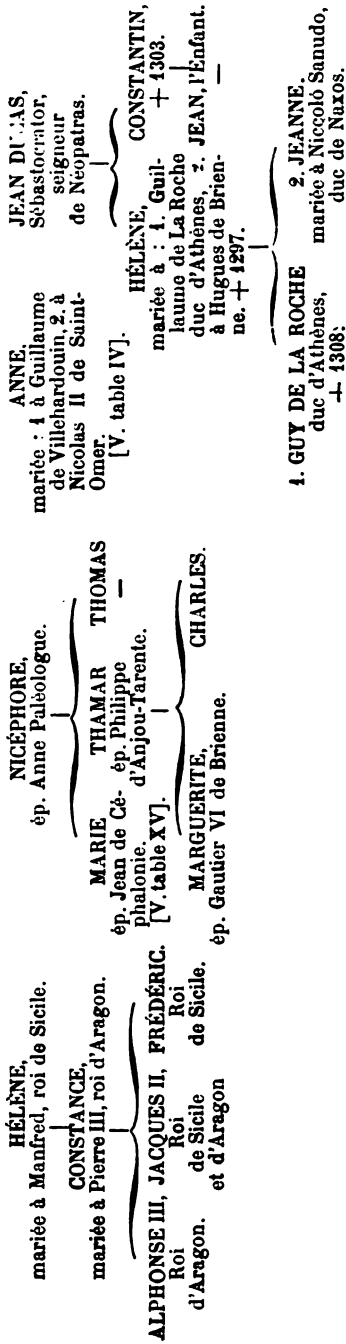 HÉLÈNE,
mariée à Manfred, roi de Sicile.
CONSTANCE,
mariée à Pierre III, roi d'Aragon.
ALPHONSE III,
Roi
d'Aragon.
JACQUES II,
Roi
de Sicile
et d'Aragon
FRÉDÉRIC.
Roi
de Sicile.
NICÉPHORE,
ép. Anne Paléologue.
MARIE
ép. Jean de Cé-
phalonie.
[V. table XV].
THAMAR
ép. Philippe
d'Anjou-Tarente.
THOMAS
—
MARGUERITE,
ép. Gautier VI de Brienne.
CHARLES.
ANNE,
mariée : 1 à Guillaume
de Villehardouin, 2. à
Nicolas II de Saint-
Omer.
[V. table IV].
JEAN
Sébastocrator,
seigneur
de Néopatras.
HÉLÈNE,
mariée à : 1. Guil-
laume de La Roche
duc d'Athènes, 2.
à Hugues de Brien-
ne. + 1297.
CONSTANTIN,
+ 1303.
JEAN, l'Enfant.
—
1. GUY DE LA ROCHE
duc d'Athènes,
+ 1308.
2. JEANNE.
mariée à Niccoló Sanudo,
duc de Naxos.